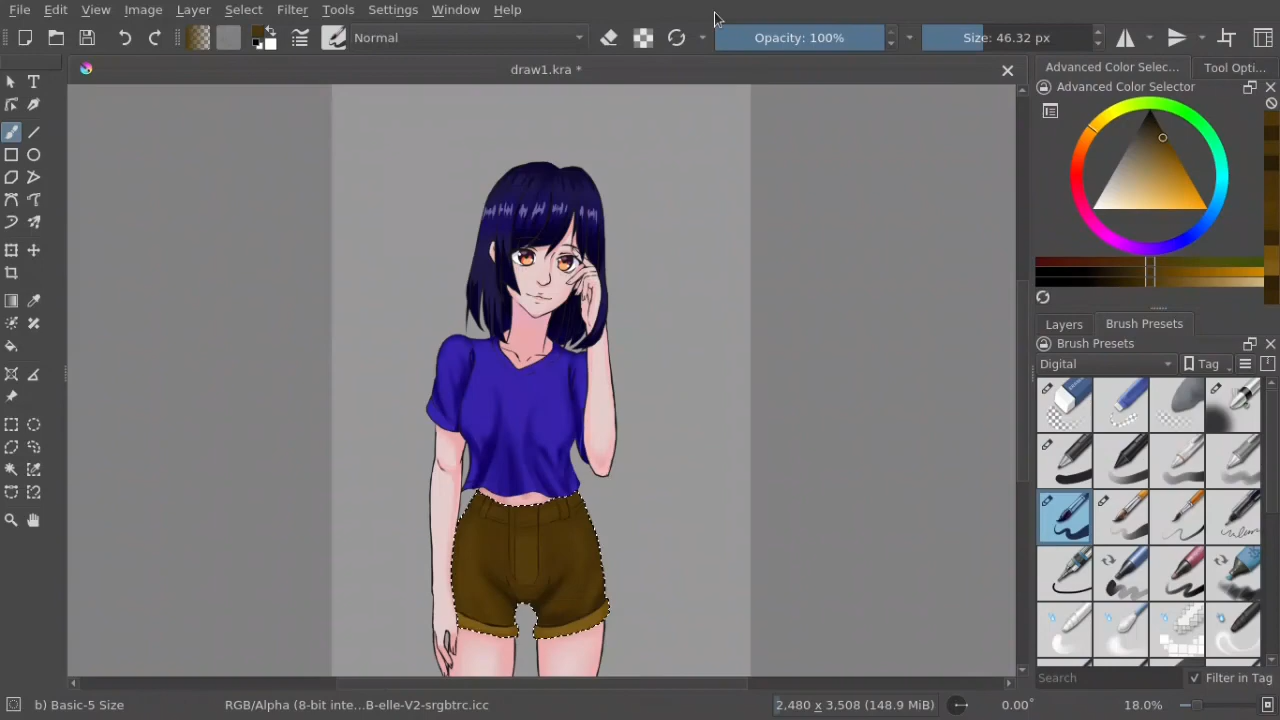 File Edit View Image Layer Select Filter Tools Settings Window Help
Normal Opacity: 100% Size: 46.32 px
draw1.kra *
Advanced Color Selec... Tool Opti...
Advanced Color Selector
Layers Brush Presets
Brush Presets
Digital Tag
Search Filter in Tag
b) Basic-5 Size RGB/Alpha (8-bit inte...B-elle-V2-srgbtrc.icc 2,480 x 3,508 (148.9 MiB) 0.00° 18.0%